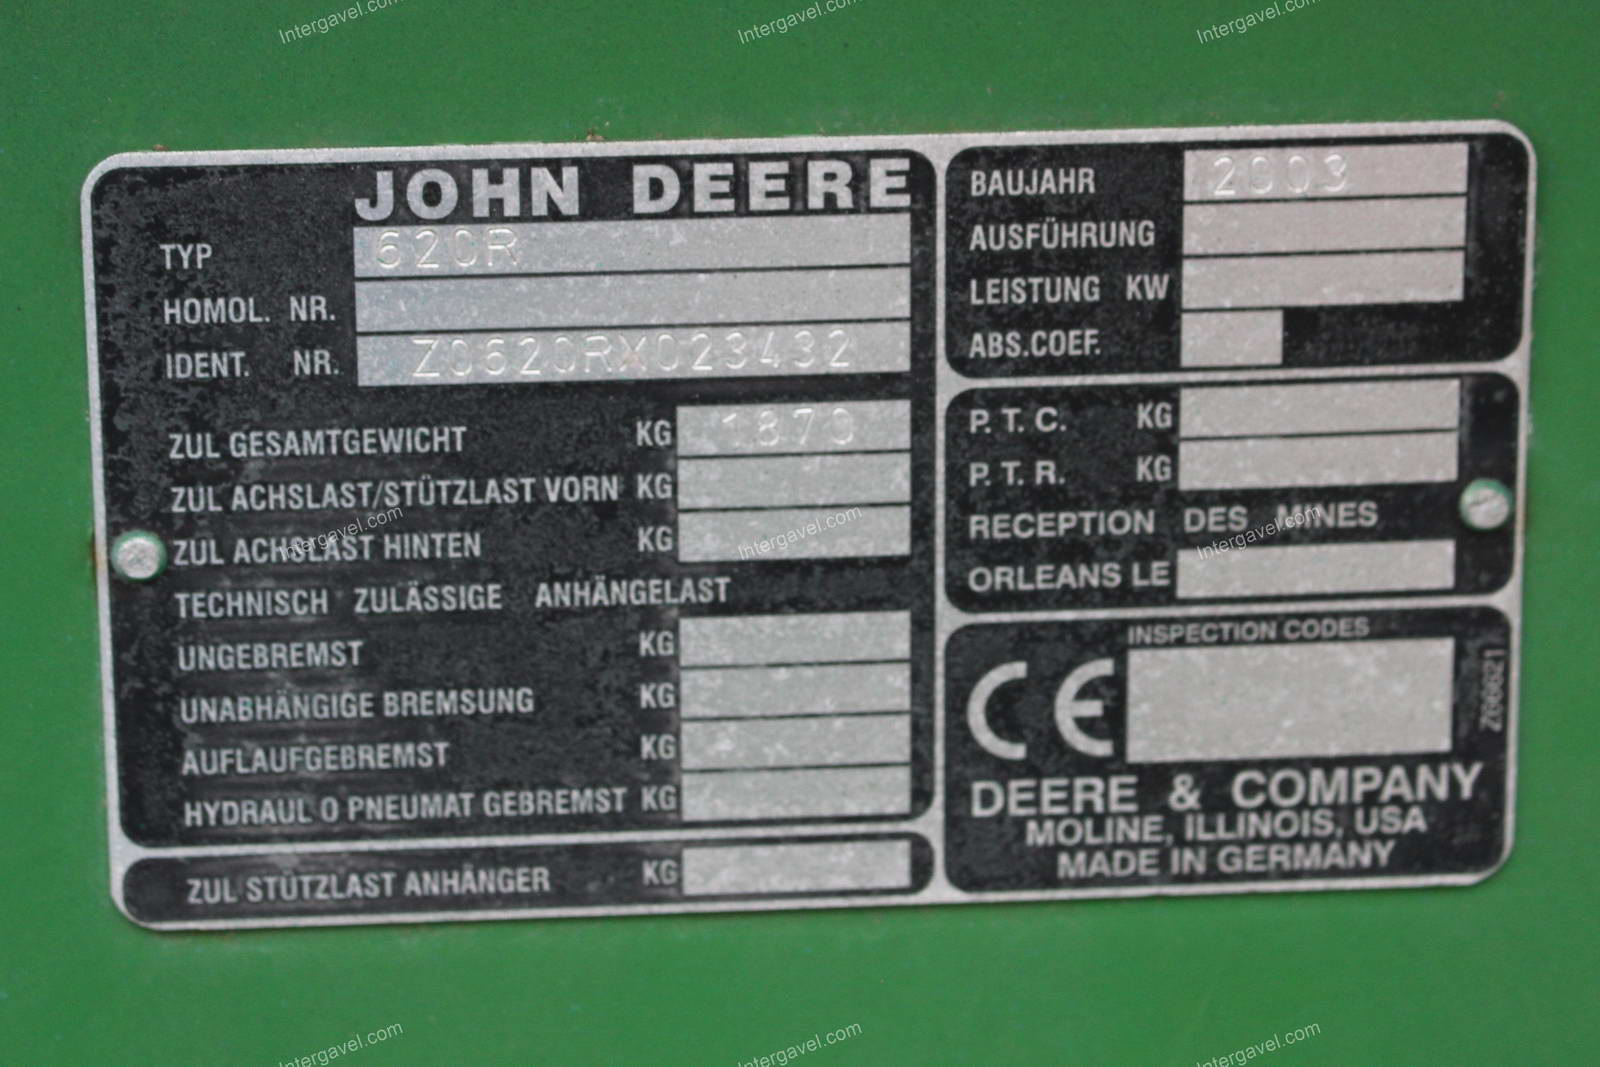 JOHN DEERE
TYP 620R
HOMOL. NR.
IDENT. NR. Z0620RX023432
ZUL GESAMTGEWICHT KG 1870
ZUL ACHSLAST/STÜTZLAST VORN KG
ZUL ACHSLAST HINTEN KG
TECHNISCH ZULÄSSIGE ANHÄNGELAST
UNGEBREMST KG
UNABHÄNGIGE BREMSUNG KG
AUFLAUFGEBREMST KG
HYDRAUL O PNEUMAT GEBREMST KG
ZUL STÜTZLAST ANHÄNGER KG
BAUJAHR 2003
AUSFÜHRUNG
LEISTUNG KW
ABS.COEF.
P. T. C. KG
P. T. R. KG
RECEPTION DES MINES
ORLEANS LE
INSPECTION CODES
CE
Z066621
DEERE & COMPANY
MOLINE, ILLINOIS, USA
MADE IN GERMANY
Intergavel.com
Intergavel.com
Intergavel.com
Intergavel.com
Intergavel.com
Intergavel.com
Intergavel.com
Intergavel.com
Intergavel.com